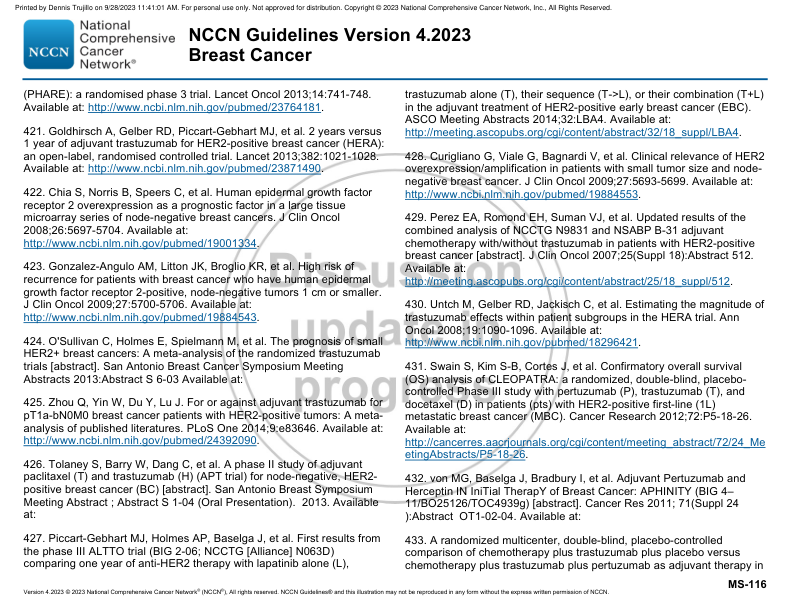 Printed by Dennis Trujillo on 9/28/2023 11:41:01 AM. For personal use only. Not approved for distribution. Copyright © 2023 National Comprehensive Cancer Network, Inc., All Rights Reserved.
NCCN
National
Comprehensive
Cancer
Network®
NCCN Guidelines Version 4.2023
Breast Cancer
(PHARE): a randomised phase 3 trial. Lancet Oncol 2013;14:741-748.
Available at: http://www.ncbi.nlm.nih.gov/pubmed/23764181.
421. Goldhirsch A, Gelber RD, Piccart-Gebhart MJ, et al. 2 years versus
1 year of adjuvant trastuzumab for HER2-positive breast cancer (HERA):
an open-label, randomised controlled trial. Lancet 2013;382:1021-1028.
Available at: http://www.ncbi.nlm.nih.gov/pubmed/23871490.
422. Chia S, Norris B, Speers C, et al. Human epidermal growth factor
receptor 2 overexpression as a prognostic factor in a large tissue
microarray series of node-negative breast cancers. J Clin Oncol
2008;26:5697-5704. Available at:
http://www.ncbi.nlm.nih.gov/pubmed/19001334.
423. Gonzalez-Angulo AM, Litton JK, Broglio KR, et al. High risk of
recurrence for patients with breast cancer who have human epidermal
growth factor receptor 2-positive, node-negative tumors 1 cm or smaller.
J Clin Oncol 2009;27:5700-5706. Available at:
http://www.ncbi.nlm.nih.gov/pubmed/19884543.
424. O'Sullivan C, Holmes E, Spielmann M, et al. The prognosis of small
HER2+ breast cancers: A meta-analysis of the randomized trastuzumab
trials [abstract]. San Antonio Breast Cancer Symposium Meeting
Abstracts 2013:Abstract S 6-03 Available at:
425. Zhou Q, Yin W, Du Y, Lu J. For or against adjuvant trastuzumab for
pT1a-bN0M0 breast cancer patients with HER2-positive tumors: A meta-
analysis of published literatures. PLoS One 2014;9:e83646. Available at:
http://www.ncbi.nlm.nih.gov/pubmed/24392090.
426. Tolaney S, Barry W, Dang C, et al. A phase II study of adjuvant
paclitaxel (T) and trastuzumab (H) (APT trial) for node-negative, HER2-
positive breast cancer (BC) [abstract]. San Antonio Breast Symposium
Meeting Abstract ; Abstract S 1-04 (Oral Presentation).  2013. Available
at:
427. Piccart-Gebhart MJ, Holmes AP, Baselga J, et al. First results from
the phase III ALTTO trial (BIG 2-06; NCCTG [Alliance] N063D)
comparing one year of anti-HER2 therapy with lapatinib alone (L),
trastuzumab alone (T), their sequence (T->L), or their combination (T+L)
in the adjuvant treatment of HER2-positive early breast cancer (EBC).
ASCO Meeting Abstracts 2014;32:LBA4. Available at:
http://meeting.ascopubs.org/cgi/content/abstract/32/18_suppl/LBA4.
428. Curigliano G, Viale G, Bagnardi V, et al. Clinical relevance of HER2
overexpression/amplification in patients with small tumor size and node-
negative breast cancer. J Clin Oncol 2009;27:5693-5699. Available at:
http://www.ncbi.nlm.nih.gov/pubmed/19884553.
429. Perez EA, Romond EH, Suman VJ, et al. Updated results of the
combined analysis of NCCTG N9831 and NSABP B-31 adjuvant
chemotherapy with/without trastuzumab in patients with HER2-positive
breast cancer [abstract]. J Clin Oncol 2007;25(Suppl 18):Abstract 512.
Available at:
http://meeting.ascopubs.org/cgi/content/abstract/25/18_suppl/512.
430. Untch M, Gelber RD, Jackisch C, et al. Estimating the magnitude of
trastuzumab effects within patient subgroups in the HERA trial. Ann
Oncol 2008;19:1090-1096. Available at:
http://www.ncbi.nlm.nih.gov/pubmed/18296421.
431. Swain S, Kim S-B, Cortes J, et al. Confirmatory overall survival
(OS) analysis of CLEOPATRA: a randomized, double-blind, placebo-
controlled Phase III study with pertuzumab (P), trastuzumab (T), and
docetaxel (D) in patients (pts) with HER2-positive first-line (1L)
metastatic breast cancer (MBC). Cancer Research 2012;72:P5-18-26.
Available at:
http://cancerres.aacrjournals.org/cgi/content/meeting_abstract/72/24_Me
etingAbstracts/P5-18-26.
432. von MG, Baselga J, Bradbury I, et al. Adjuvant Pertuzumab and
Herceptin IN IniTial TherapY of Breast Cancer: APHINITY (BIG 4–
11/BO25126/TOC4939g) [abstract]. Cancer Res 2011; 71(Suppl 24
):Abstract  OT1-02-04. Available at:
433. A randomized multicenter, double-blind, placebo-controlled
comparison of chemotherapy plus trastuzumab plus placebo versus
chemotherapy plus trastuzumab plus pertuzumab as adjuvant therapy in
Discussion
update in
progress
MS-116
Version 4.2023 © 2023 National Comprehensive Cancer Network® (NCCN®), All rights reserved. NCCN Guidelines® and this illustration may not be reproduced in any form without the express written permission of NCCN.